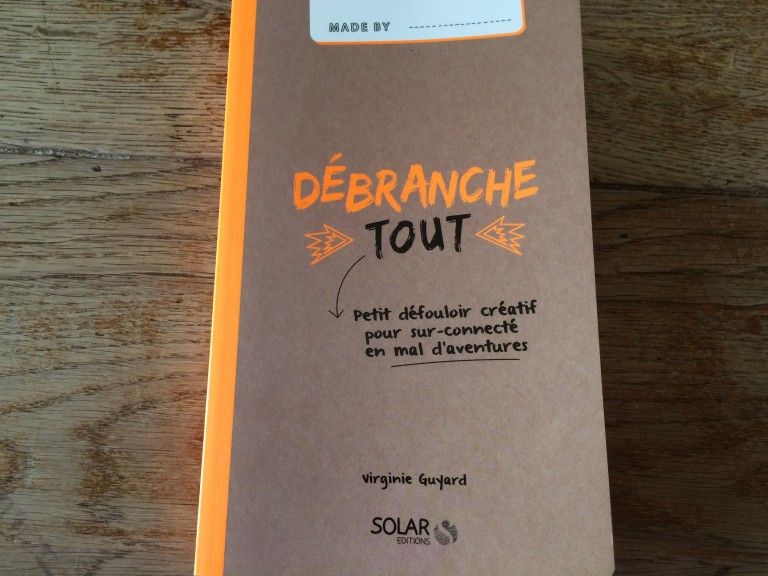 MADE BY
DÉBRANCHE
TOUT
Petit défouloir créatif
pour sur-connecté
en mal d'aventures
Virginie Guyard
SOLAR
EDITIONS